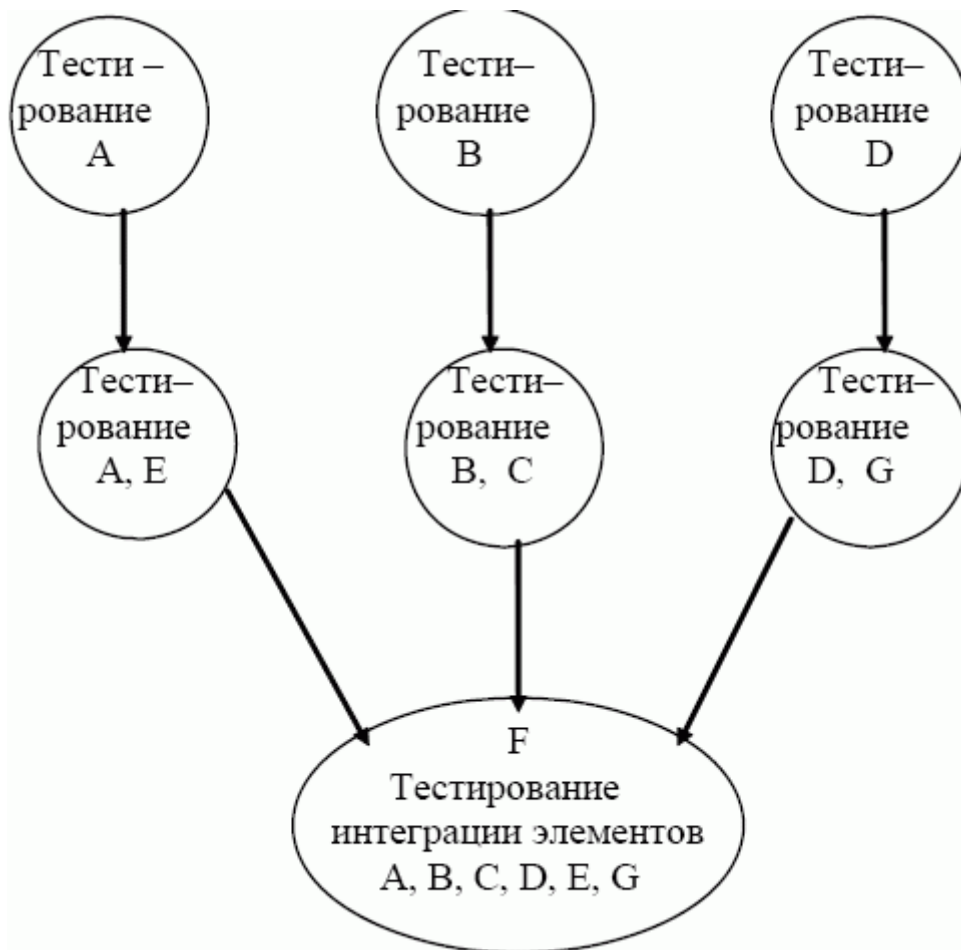 Тести –
рование
A
Тести–
рование
B
Тести–
рование
D
Тести–
рование
A, E
Тести–
рование
B, C
Тести–
рование
D, G
F
Тестирование
интеграции элементов
A, B, C, D, E, G